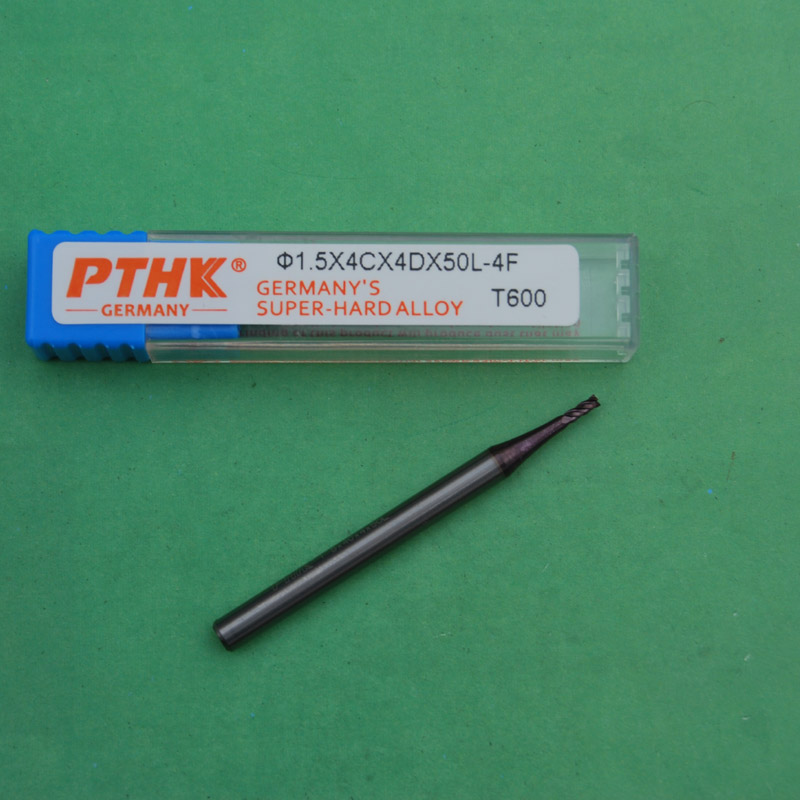 PTHK®
GERMANY
Φ1.5X4CX4DX50L-4F
GERMANY'S
SUPER-HARD ALLOY
T600